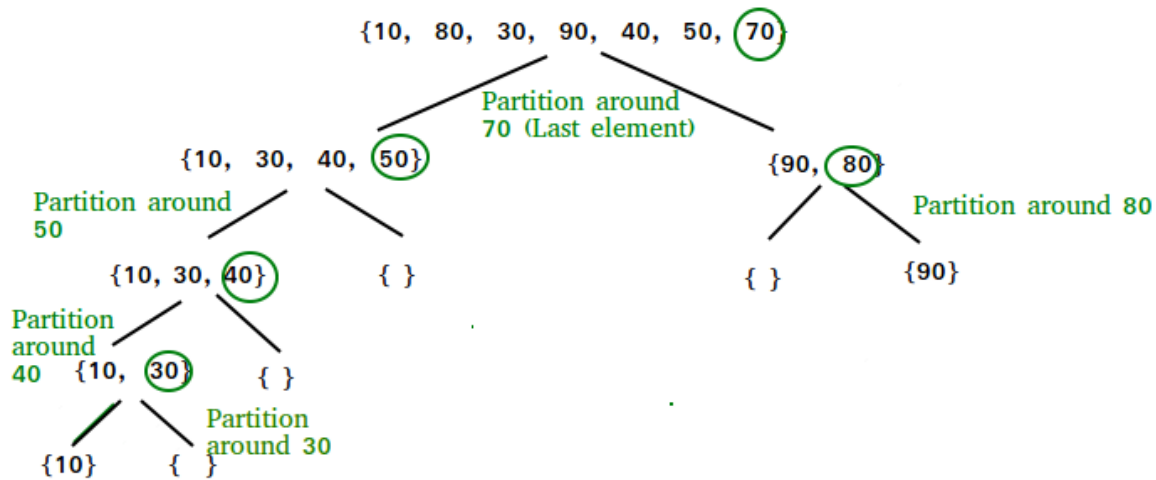 {10, 80, 30, 90, 40, 50, 70}
Partition around
70 (Last element)
{10, 30, 40, 50}
{90, 80}
Partition around
50
Partition around 80
{10, 30, 40}
{ }
{ }
{90}
Partition
around
40
{10, 30}
{ }
Partition
around 30
{10}
{ }